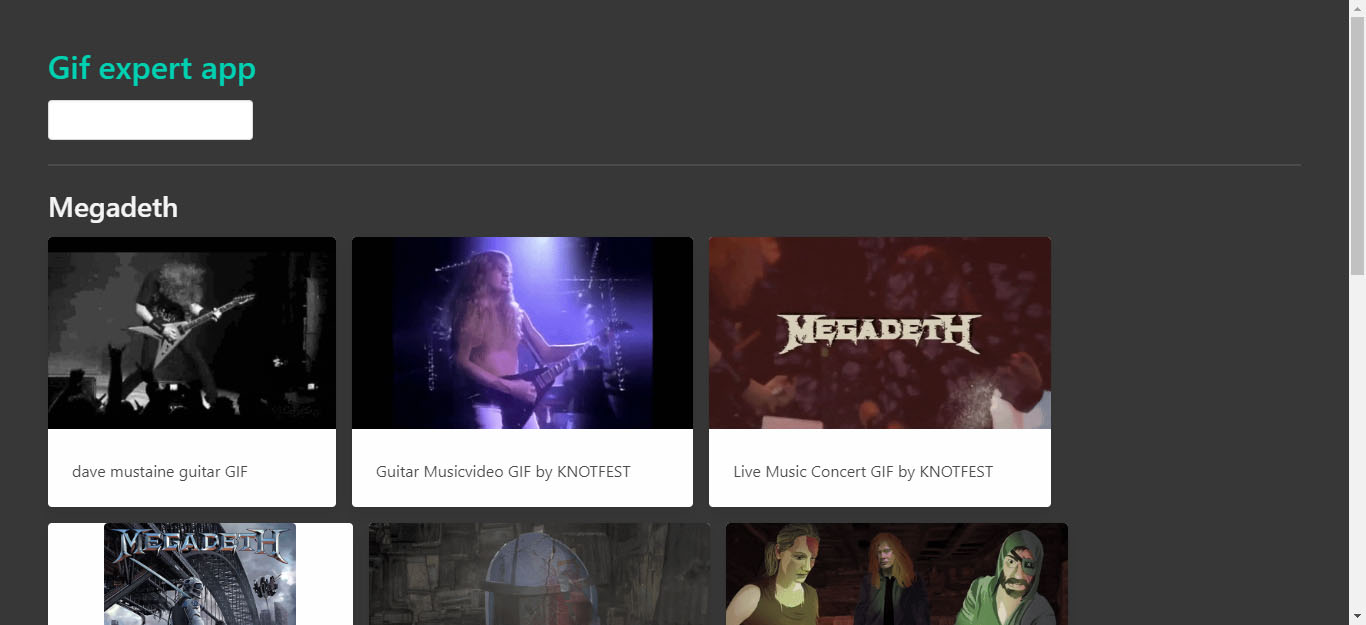 Gif expert app
Megadeth
MEGADETH
dave mustaine guitar GIF
Guitar Musicvideo GIF by KNOTFEST
Live Music Concert GIF by KNOTFEST
MEGADETH